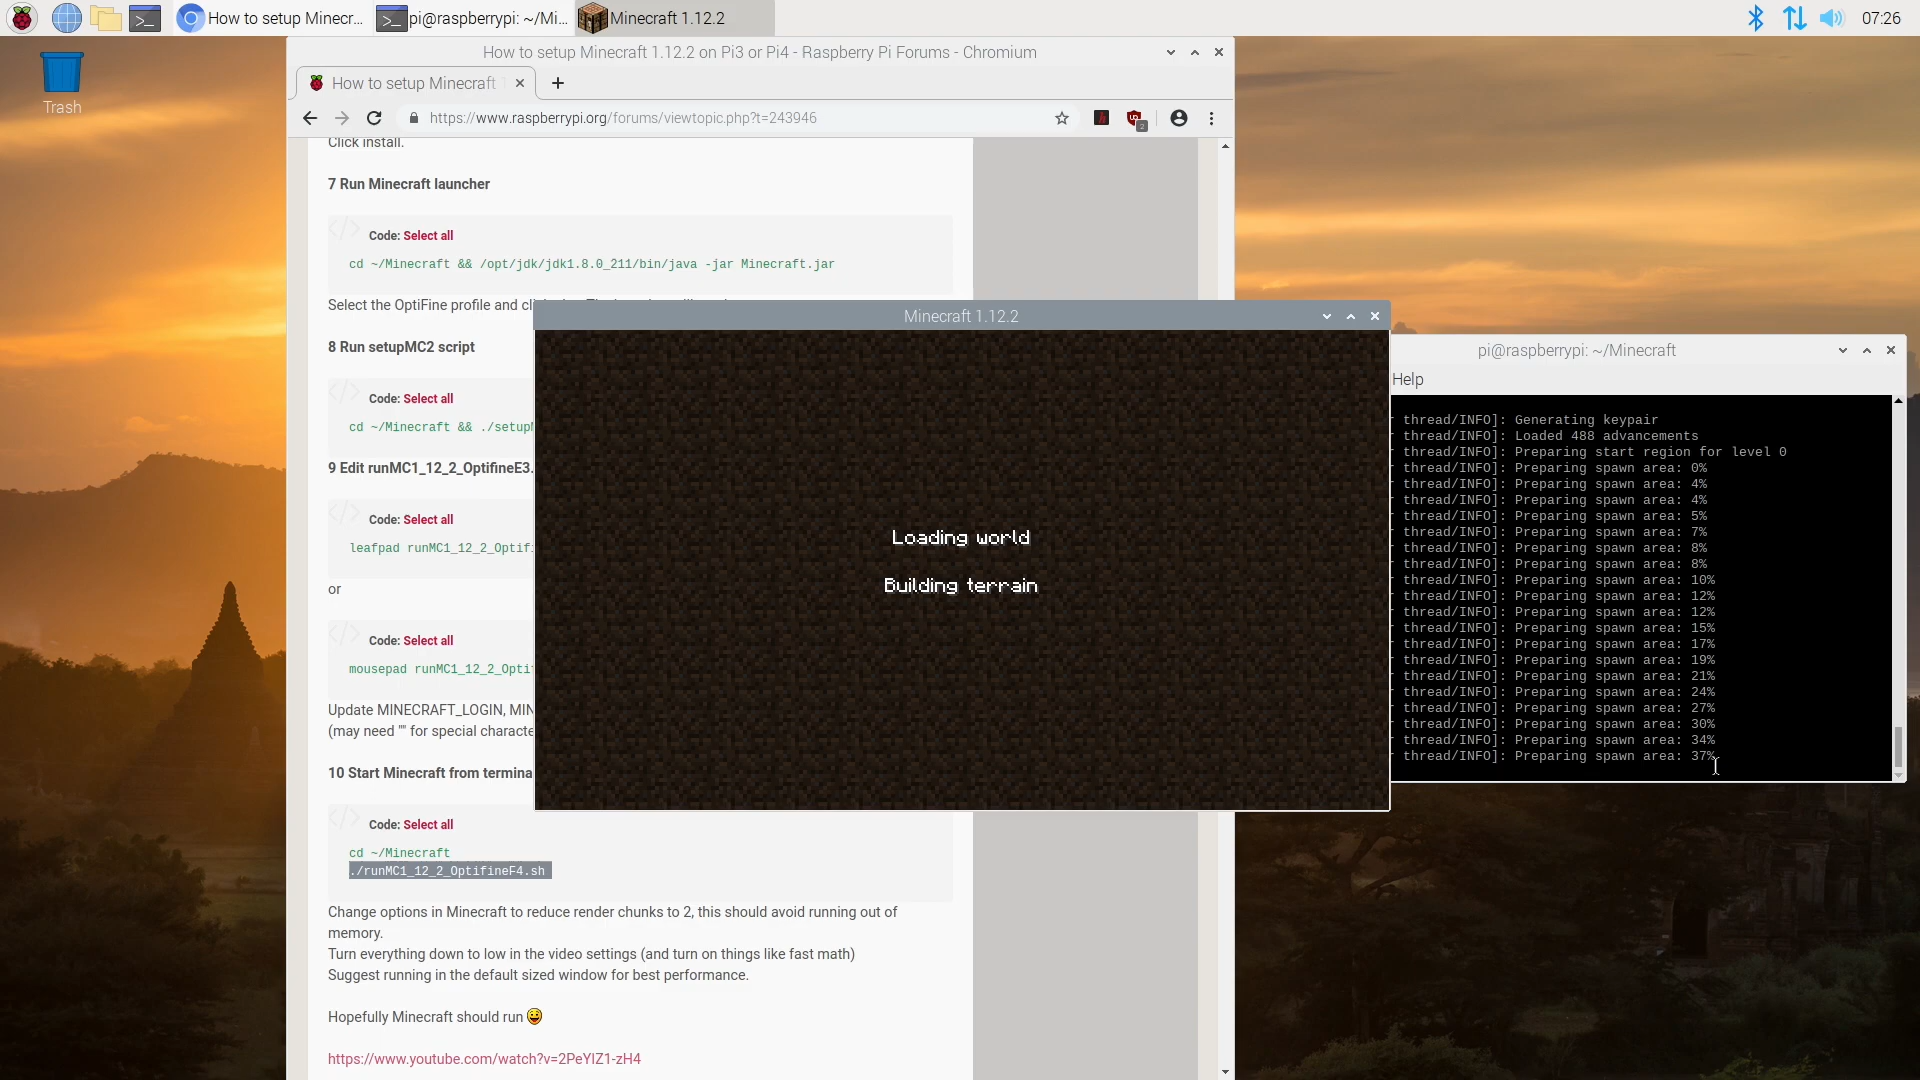 How to setup Minecr...
pi@raspberrypi: ~/Mi...
Minecraft 1.12.2
07:26
Trash
How to setup Minecraft 1.12.2 on Pi3 or Pi4 - Raspberry Pi Forums - Chromium
How to setup Minecraft
https://www.raspberrypi.org/forums/viewtopic.php?t=243946
2
Click install.
7 Run Minecraft launcher
Code: Select all
cd ~/Minecraft && /opt/jdk/jdk1.8.0_211/bin/java -jar Minecraft.jar
Select the OptiFine profile and
8 Run setupMC2 script
Code: Select all
cd ~/Minecraft && ./setup
9 Edit runMC1_12_2_OptifineE3.
Code: Select all
leafpad runMC1_12_2_Optif
or
Code: Select all
mousepad runMC1_12_2_Opti
Update MINECRAFT_LOGIN, MIN
(may need "" for special characte
10 Start Minecraft from termina
Code: Select all
cd ~/Minecraft
./runMC1_12_2_OptifineF4.sh
Change options in Minecraft to reduce render chunks to 2, this should avoid running out of
memory.
Turn everything down to low in the video settings (and turn on things like fast math)
Suggest running in the default sized window for best performance.
Hopefully Minecraft should run
https://www.youtube.com/watch?v=2PeYIZ1-zH4
Minecraft 1.12.2
Loading world
Building terrain
pi@raspberrypi: ~/Minecraft
Help
thread/INFO]: Generating keypair
thread/INFO]: Loaded 488 advancements
thread/INFO]: Preparing start region for level 0
thread/INFO]: Preparing spawn area: 0%
thread/INFO]: Preparing spawn area: 4%
thread/INFO]: Preparing spawn area: 4%
thread/INFO]: Preparing spawn area: 5%
thread/INFO]: Preparing spawn area: 7%
thread/INFO]: Preparing spawn area: 8%
thread/INFO]: Preparing spawn area: 8%
thread/INFO]: Preparing spawn area: 10%
thread/INFO]: Preparing spawn area: 12%
thread/INFO]: Preparing spawn area: 12%
thread/INFO]: Preparing spawn area: 15%
thread/INFO]: Preparing spawn area: 17%
thread/INFO]: Preparing spawn area: 19%
thread/INFO]: Preparing spawn area: 21%
thread/INFO]: Preparing spawn area: 24%
thread/INFO]: Preparing spawn area: 27%
thread/INFO]: Preparing spawn area: 30%
thread/INFO]: Preparing spawn area: 34%
thread/INFO]: Preparing spawn area: 37%